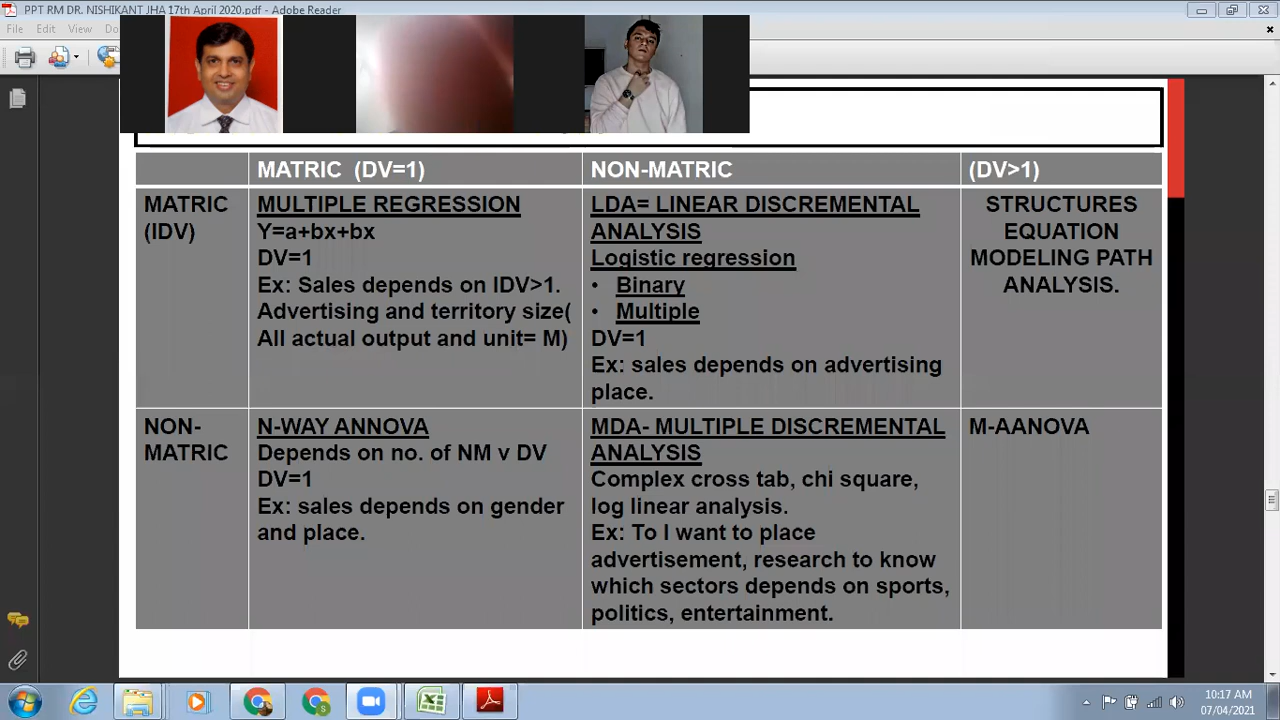 PPT RM DR. NISHIKANT JHA 17th April 2020.pdf - Adobe Reader
File Edit View
MATRIC (DV=1) NON-MATRIC (DV>1)
MATRIC
(IDV)
MULTIPLE REGRESSION
Y=a+bx+bx
DV=1
Ex: Sales depends on IDV>1.
Advertising and territory size(
All actual output and unit= M)
LDA= LINEAR DISCREMENTAL
ANALYSIS
Logistic regression
• Binary
• Multiple
DV=1
Ex: sales depends on advertising
place.
STRUCTURES
EQUATION
MODELING PATH
ANALYSIS.
NON-
MATRIC
N-WAY ANNOVA
Depends on no. of NM v DV
DV=1
Ex: sales depends on gender
and place.
MDA- MULTIPLE DISCREMENTAL
ANALYSIS
Complex cross tab, chi square,
log linear analysis.
Ex: To I want to place
advertisement, research to know
which sectors depends on sports,
politics, entertainment.
M-AANOVA
10:17 AM
07/04/2021